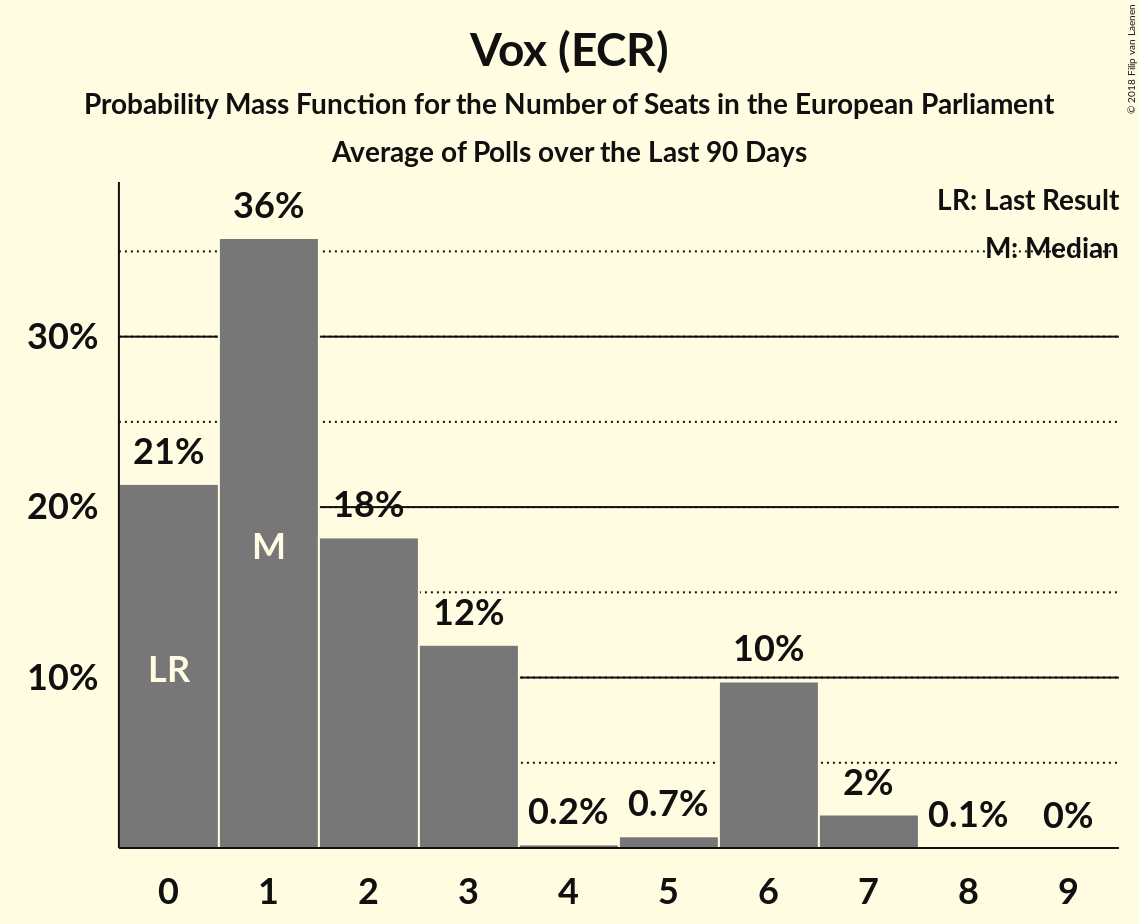 Vox (ECR)
Probability Mass Function for the Number of Seats in the European Parliament
Average of Polls over the Last 90 Days
© 2018 Filip van Laenen
LR: Last Result
M: Median
36%
30%
21%
20%
18%
M
12%
10%
LR
10%
2%
0.2%
0.7%
0.1%
0%
0 1 2 3 4 5 6 7 8 9